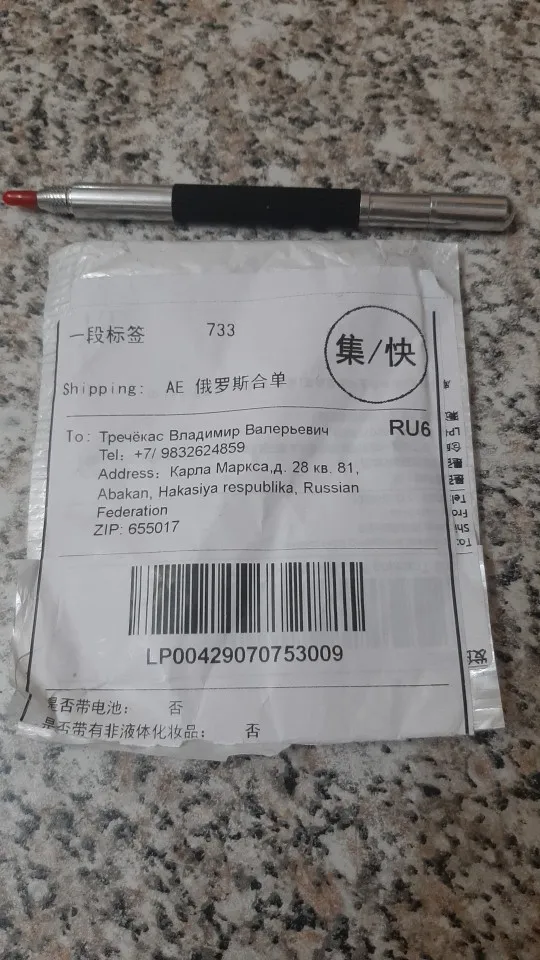 一段标签 733
集/快
Shipping: AE 俄罗斯合单
To: Тречёкас Владимир Валерьевич RU6
Tel: +7/ 9832624859
Address: Карла Маркса,д. 28 кв. 81,
Abakan, Hakasiya respublika, Russian
Federation
ZIP: 655017
LP00429070753009
是否带电池： 否
是否带有非液体化妆品： 否